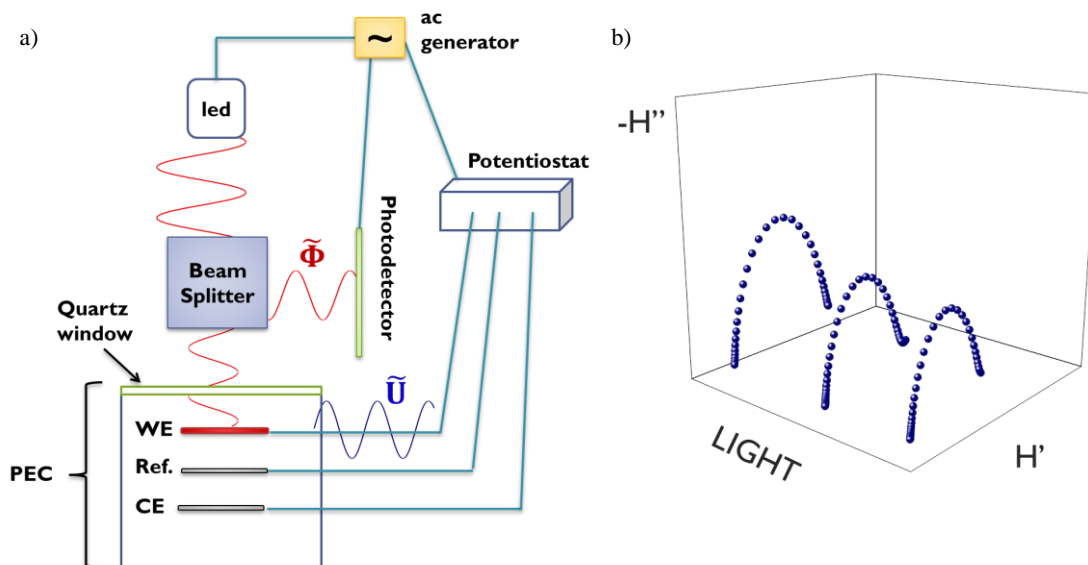 a)
ac
generator
~
led
Potentiostat
Photodetector
Beam
Splitter
Φ̃
Quartz
window
Ũ
WE
PEC
Ref.
CE
b)
-H’’
LIGHT
H’